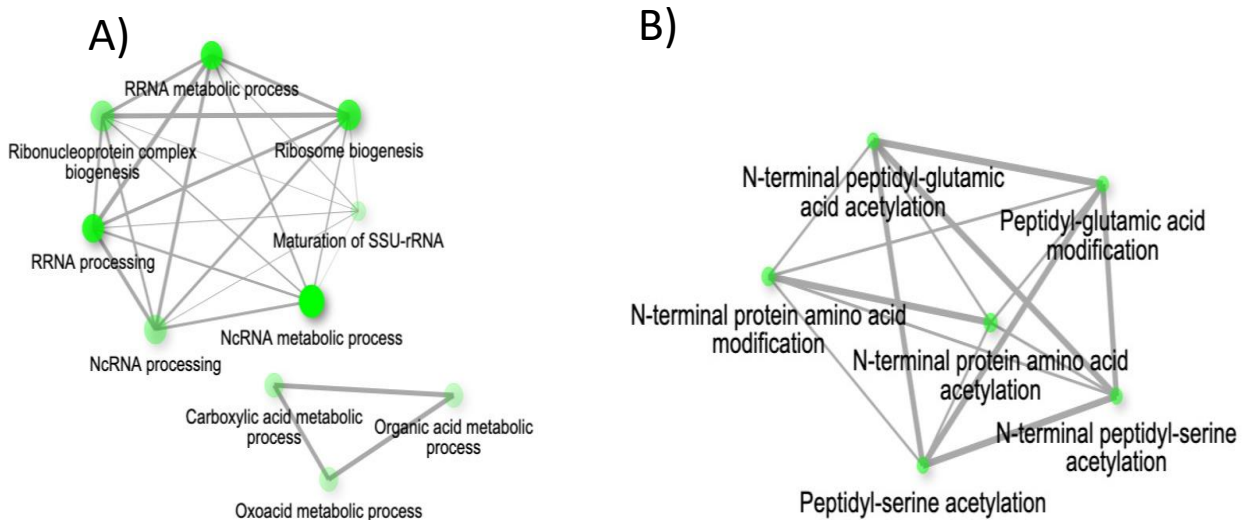 A)
RRNA metabolic process
Ribonucleoprotein complex
biogenesis
Ribosome biogenesis
Maturation of SSU-rRNA
RRNA processing
NcRNA metabolic process
NcRNA processing
Carboxylic acid metabolic
process
Organic acid metabolic
process
Oxoacid metabolic process
B)
N-terminal peptidyl-glutamic
acid acetylation
Peptidyl-glutamic acid
modification
N-terminal protein amino acid
modification
N-terminal protein amino acid
acetylation
N-terminal peptidyl-serine
acetylation
Peptidyl-serine acetylation